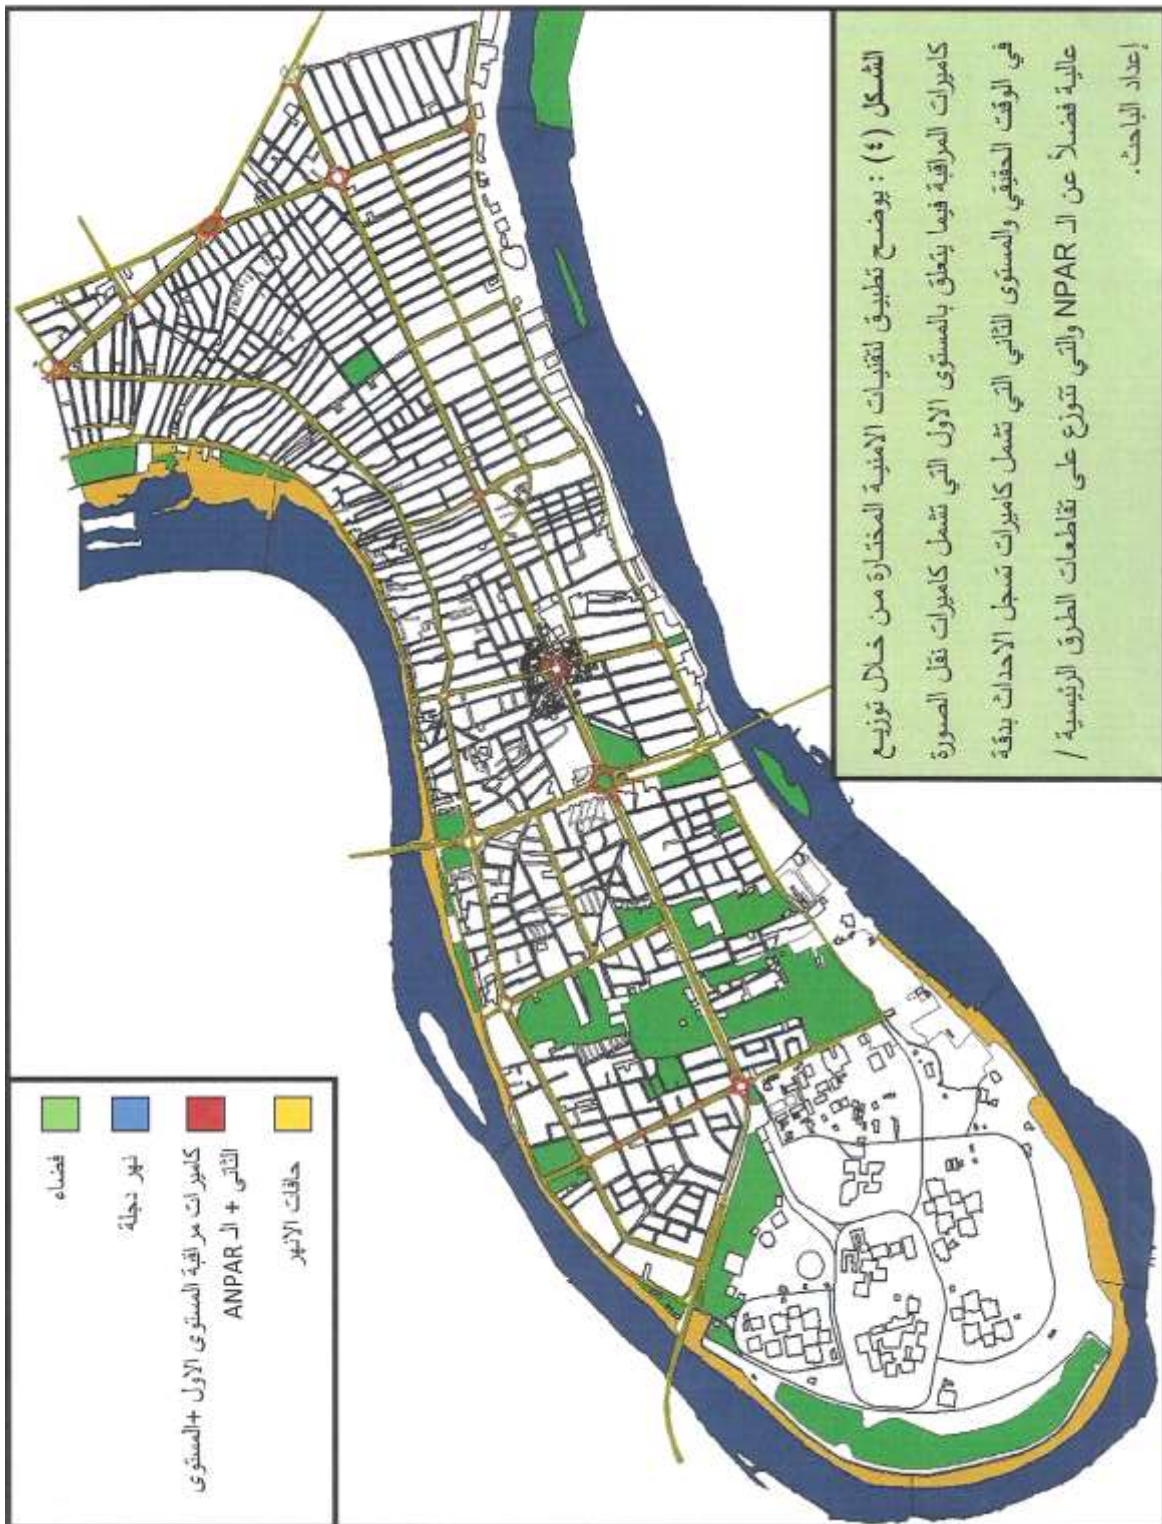 الشكل (٤) : يوضح تطبيق لتقنيات الامنية المختارة من خلال توزيع
كاميرات المراقبة فيما يتعلق بالمستوى الاول التي تشمل كاميرات نقل الصورة
في الوقت الحقيقي والمستوى الثاني التي تشمل كاميرات تسجل الاحداث بدقة
عالية فضلاً عن الـ NPAR والتي تتوزع على تقاطعات الطرق الرئيسية /
إعداد الباحث.
حافات الانهر
كاميرات مراقبة المستوى الاول +المستوى
الثاني + الـ ANPAR
نهر دجلة
فضاء